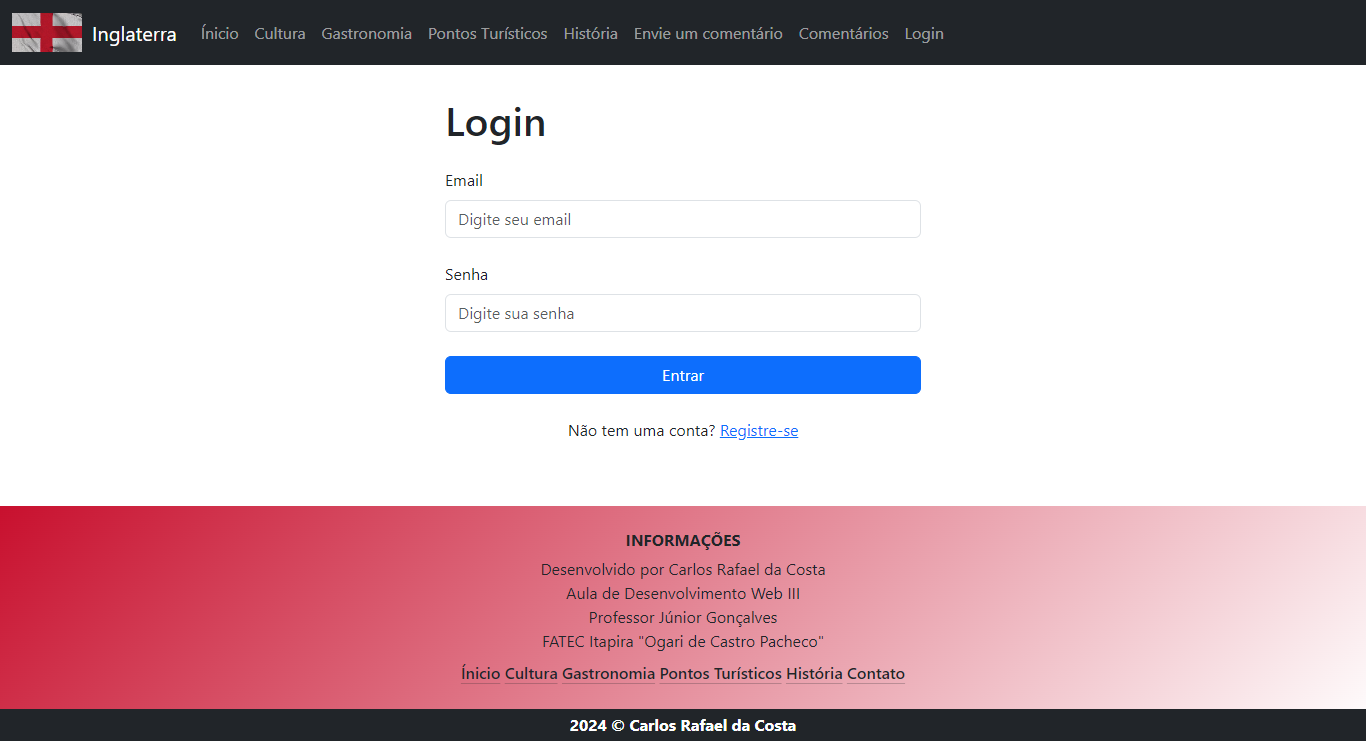 Inglaterra Ínicio Cultura Gastronomia Pontos Turísticos História Envie um comentário Comentários Login
Login
Email
Digite seu email
Senha
Digite sua senha
Entrar
Não tem uma conta? Registre-se
INFORMAÇÕES
Desenvolvido por Carlos Rafael da Costa
Aula de Desenvolvimento Web III
Professor Júnior Gonçalves
FATEC Itapira "Ogari de Castro Pacheco"
Ínicio Cultura Gastronomia Pontos Turísticos História Contato
2024 © Carlos Rafael da Costa